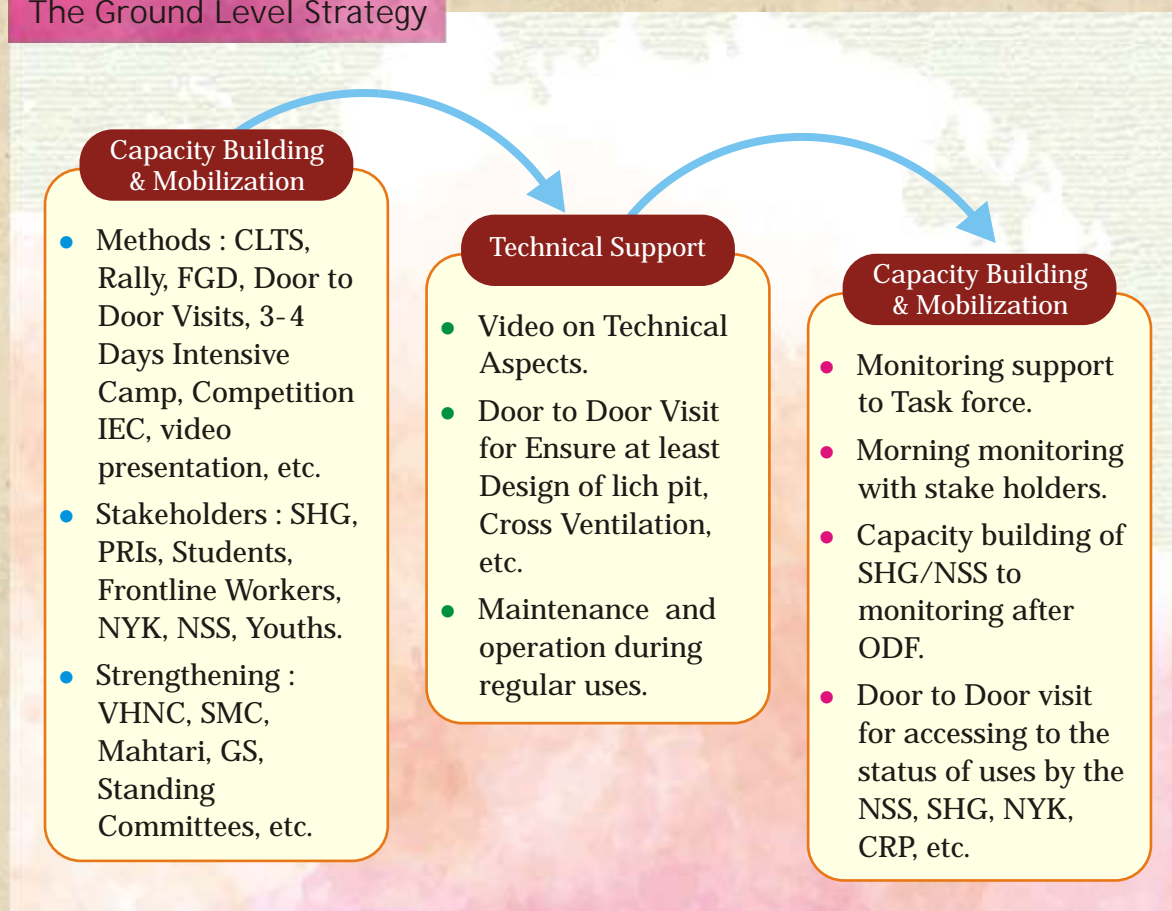 The Ground Level Strategy
Capacity Building
& Mobilization
● Methods : CLTS,
Rally, FGD, Door to
Door Visits, 3-4
Days Intensive
Camp, Competition
IEC, video
presentation, etc.
● Stakeholders : SHG,
PRIs, Students,
Frontline Workers,
NYK, NSS, Youths.
● Strengthening :
VHNC, SMC,
Mahtari, GS,
Standing
Committees, etc.
Technical Support
● Video on Technical
Aspects.
● Door to Door Visit
for Ensure at least
Design of lich pit,
Cross Ventilation,
etc.
● Maintenance and
operation during
regular uses.
Capacity Building
& Mobilization
● Monitoring support
to Task force.
● Morning monitoring
with stake holders.
● Capacity building of
SHG/NSS to
monitoring after
ODF.
● Door to Door visit
for accessing to the
status of uses by the
NSS, SHG, NYK,
CRP, etc.